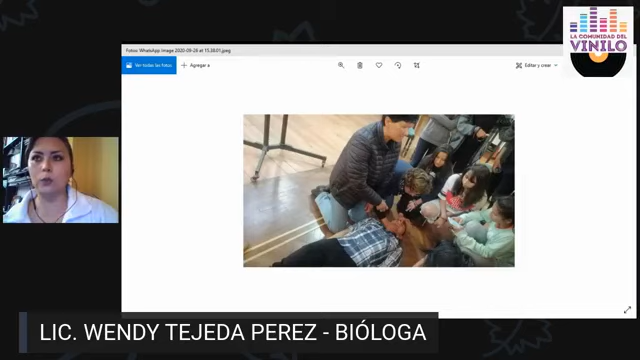 LA COMUNIDAD DEL
VINILO
Fotos WhatsApp Image 2020-09-26 at 15.38.01.jpeg
Ver todas las fotos
Agregar a
Editar y crear
LIC. WENDY TEJEDA PEREZ - BIÓLOGA